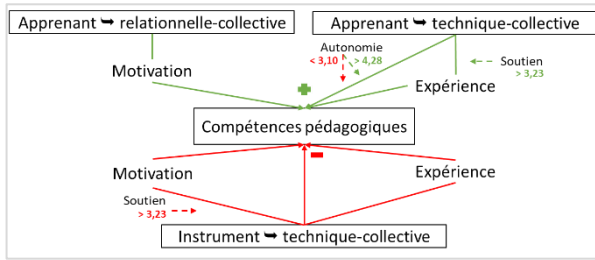 Apprenant ➥ relationnelle-collective
Apprenant ➥ technique-collective
Autonomie
< 3,10 > 4,28
Soutien
> 3,23
Motivation
Expérience
Compétences pédagogiques
Motivation
Expérience
Soutien
> 3,23
Instrument ➥ technique-collective